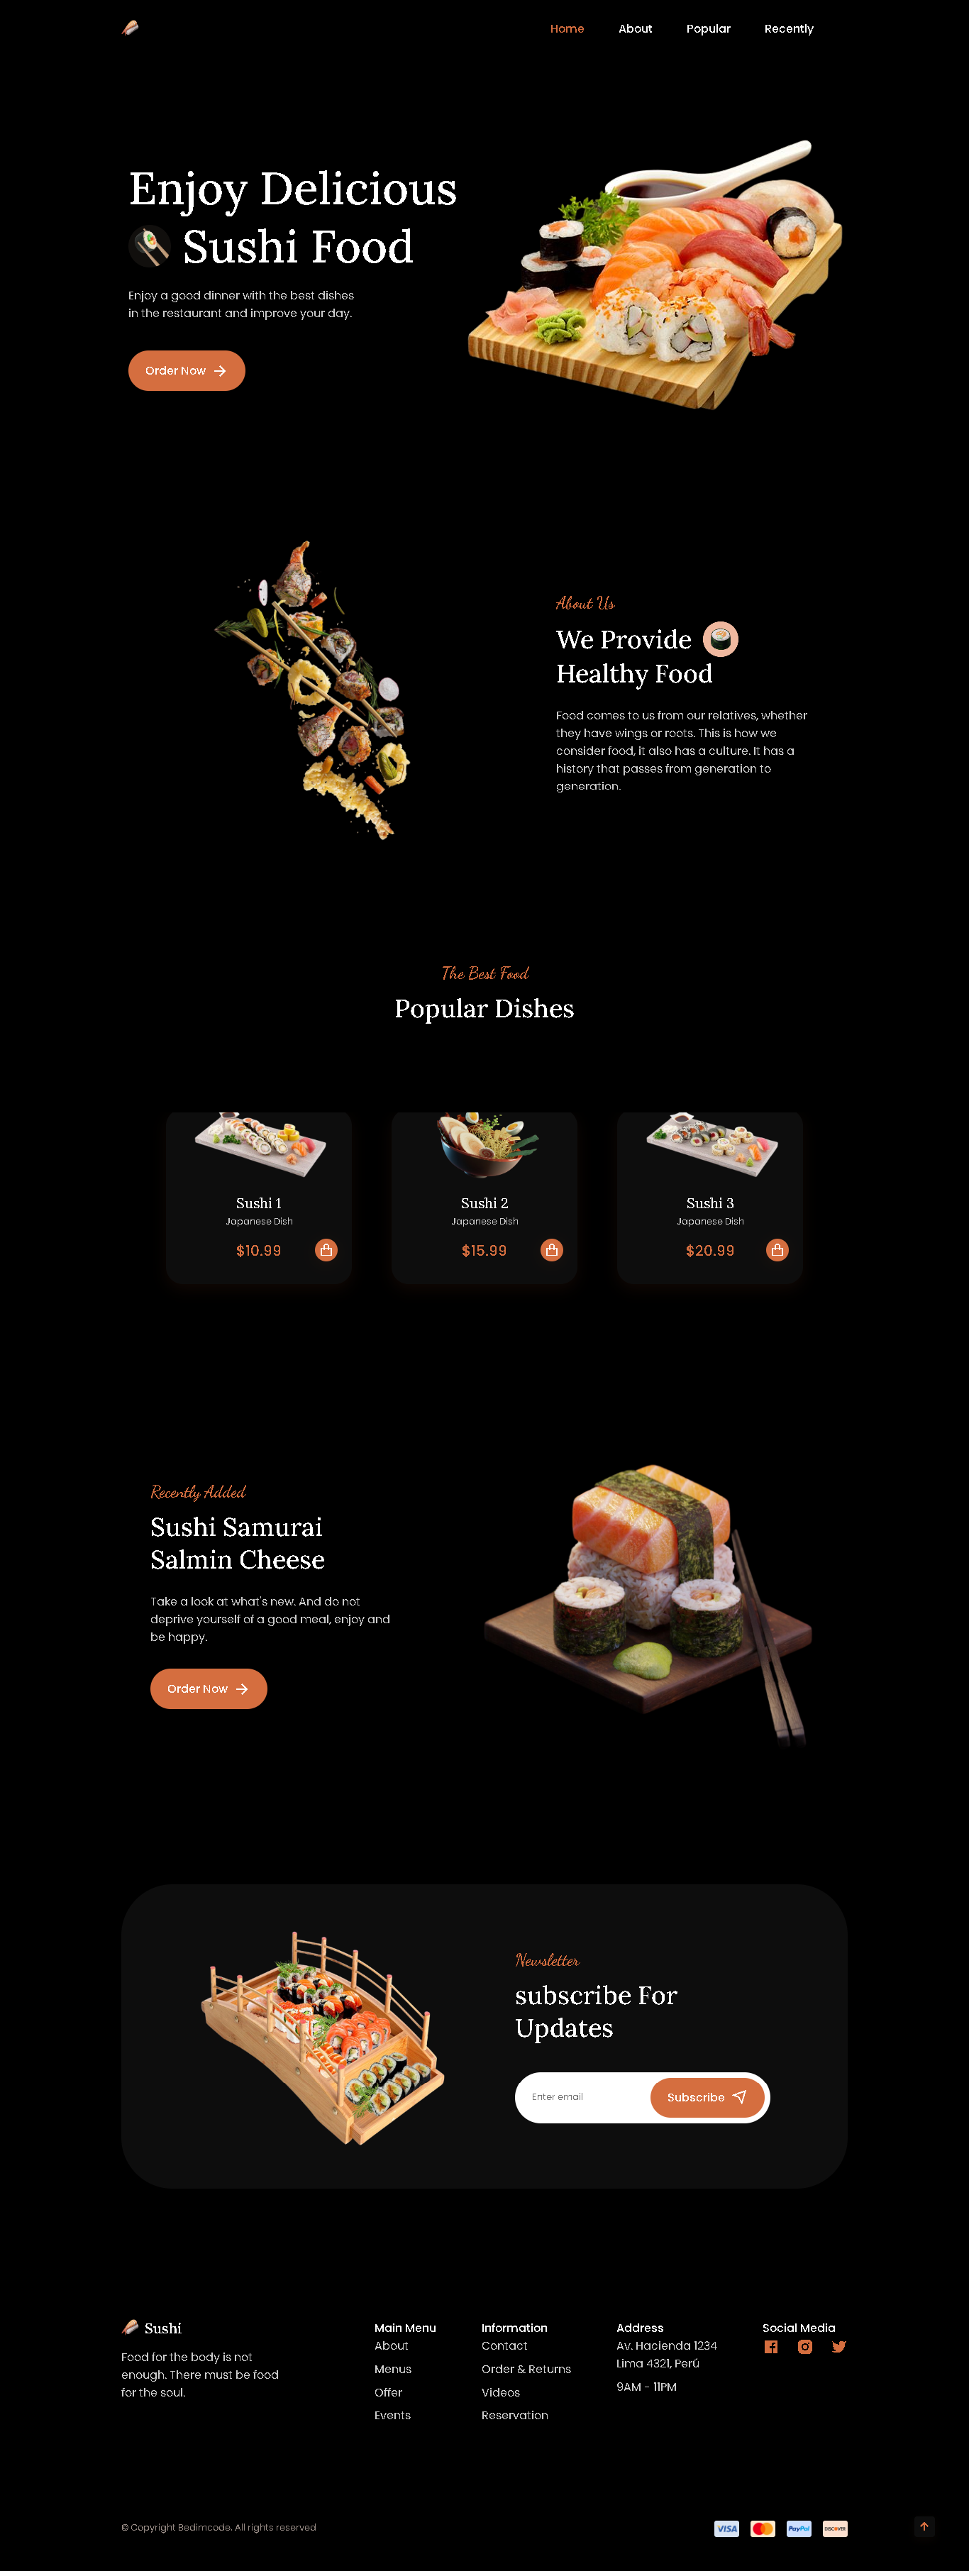 Home
About
Popular
Recently
Enjoy Delicious
Sushi Food
Enjoy a good dinner with the best dishes
in the restaurant and improve your day.
Order Now
About Us
We Provide
Healthy Food
Food comes to us from our relatives, whether
they have wings or roots. This is how we
consider food, it also has a culture. It has a
history that passes from generation to
generation.
The Best Food
Popular Dishes
Sushi 1
Japanese Dish
$10.99
Sushi 2
Japanese Dish
$15.99
Sushi 3
Japanese Dish
$20.99
Recently Added
Sushi Samurai
Salmin Cheese
Take a look at what's new. And do not
deprive yourself of a good meal, enjoy and
be happy.
Order Now
Newsletter
subscribe For
Updates
Enter email
Subscribe
Sushi
Food for the body is not
enough. There must be food
for the soul.
Main Menu
About
Menus
Offer
Events
Information
Contact
Order & Returns
Videos
Reservation
Address
Av. Hacienda 1234
Lima 4321, Perú
9AM - 11PM
Social Media
© Copyright Bedimcode. All rights reserved
VISA
PayPal
DISCOVER